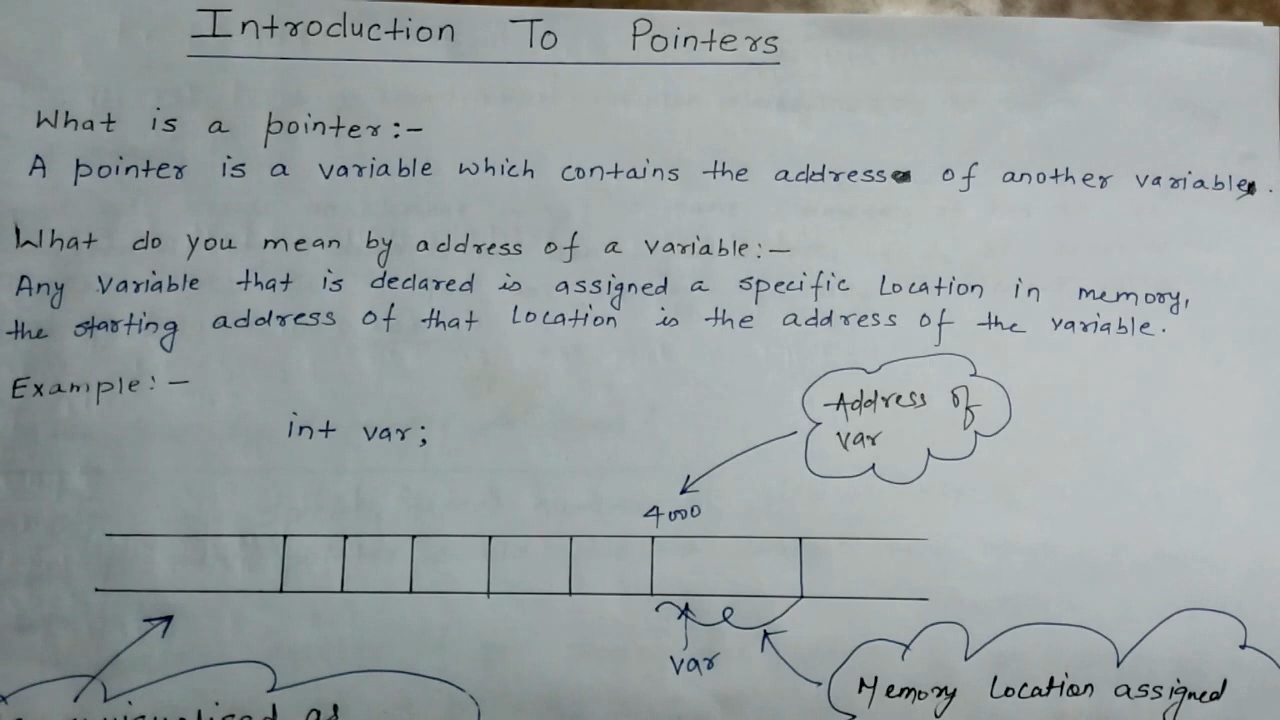 Introduction To Pointers
What is a pointer:-
A pointer is a variable which contains the address of another variable.
What do you mean by address of a variable:-
Any variable that is declared is assigned a specific location in memory,
the starting address of that location is the address of the variable.
Example:-
int var;
Address of
var
4000
var
Memory location assigned
visualised as